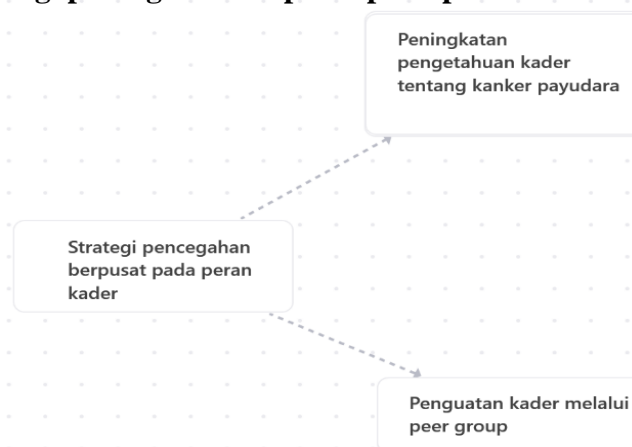 Peningkatan
pengetahuan kader
tentang kanker payudara
Strategi pencegahan
berpusat pada peran
kader
Penguatan kader melalui
peer group